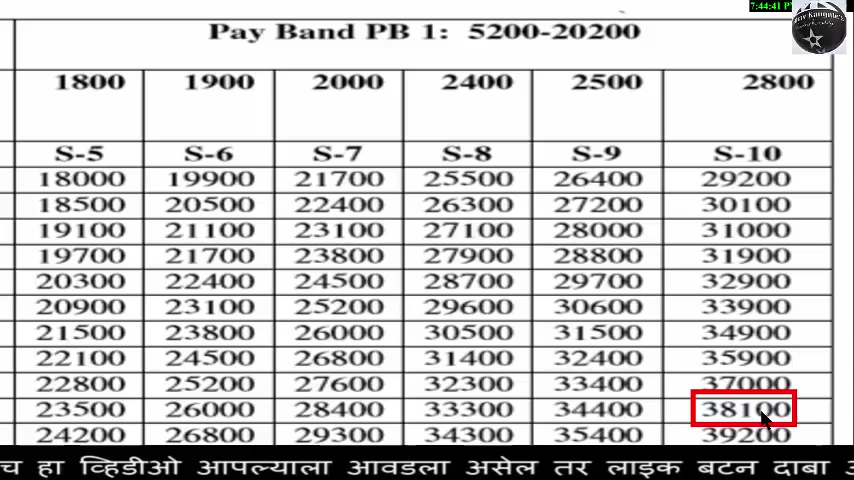 7:44:41 P
Pay Band PB 1: 5200-20200
1800 1900 2000 2400 2500 2800
S-5 S-6 S-7 S-8 S-9 S-10
18000 19900 21700 25500 26400 29200
18500 20500 22400 26300 27200 30100
19100 21100 23100 27100 28000 31000
19700 21700 23800 27900 28800 31900
20300 22400 24500 28700 29700 32900
20900 23100 25200 29600 30600 33900
21500 23800 26000 30500 31500 34900
22100 24500 26800 31400 32400 35900
22800 25200 27600 32300 33400 37000
23500 26000 28400 33300 34400 38100
24200 26800 29300 34300 35400 39200
च हा व्हिडीओ आपल्याला आवडला असेल तर लाइक बटन दाबा